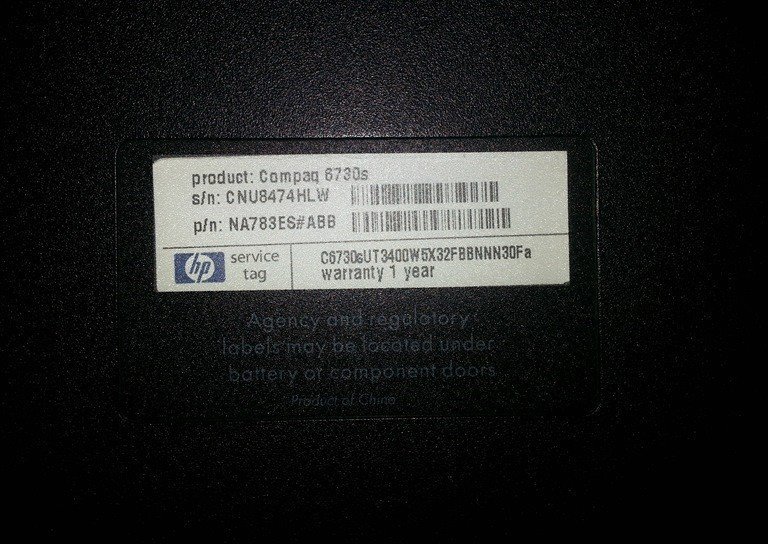 product: Compaq 6730s
s/n: CNU8474HLW
p/n: NA783ES#ABB
hp service tag
C6730sUT3400W5X32FBBNNN30Fa
warranty 1 year
Agency and regulatory
labels may be located under
battery or component doors
Product of China